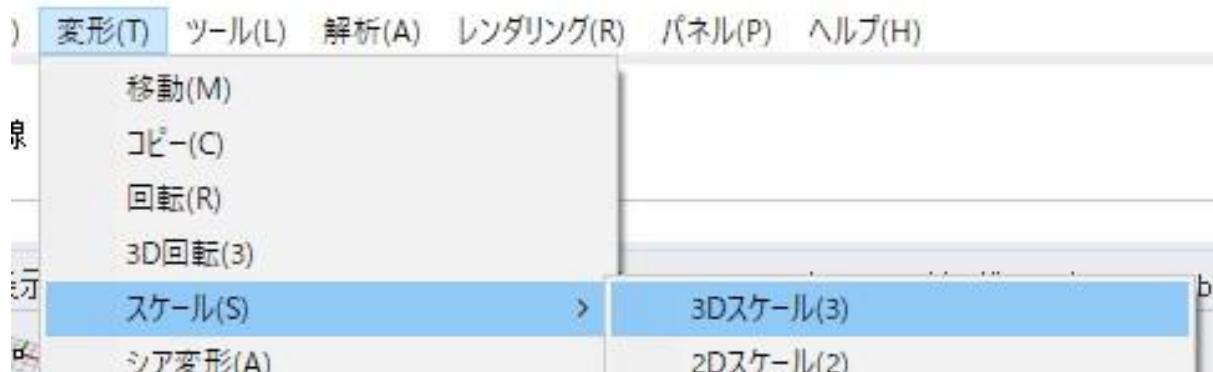 ) 変形(T) ツール(L) 解析(A) レンダリング(R) パネル(P) ヘルプ(H)
移動(M)
線
コピー(C)
回転(R)
3D回転(3)
示
スケール(S) > 3Dスケール(3)
シア変形(A) 2Dスケール(2)